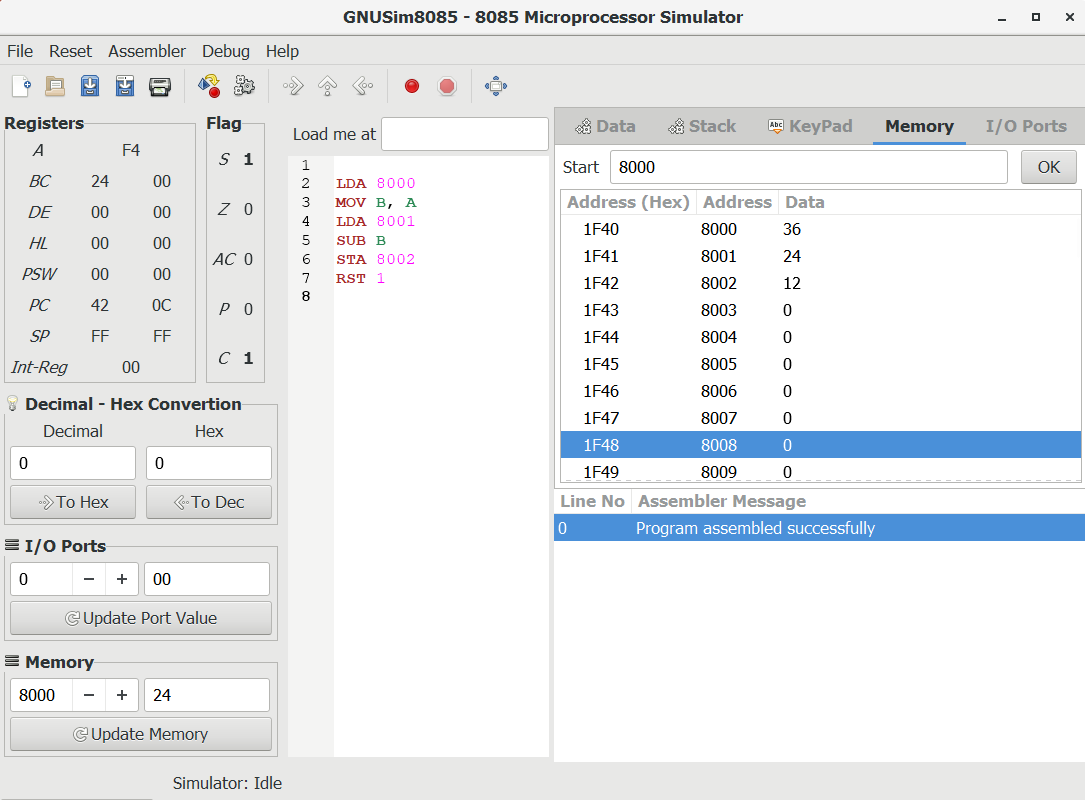 GNUSim8085 - 8085 Microprocessor Simulator
File Reset Assembler Debug Help
Registers
A F4
BC 24 00
DE 00 00
HL 00 00
PSW 00 00
PC 42 0C
SP FF FF
Int-Reg 00
Flag
S 1
Z 0
AC 0
P 0
C 1
Decimal - Hex Convertion
Decimal Hex
0 0
To Hex To Dec
I/O Ports
0 − + 00
Update Port Value
Memory
8000 − + 24
Update Memory
Load me at
1
2 LDA 8000
3 MOV B, A
4 LDA 8001
5 SUB B
6 STA 8002
7 RST 1
8
Data Stack Abc KeyPad Memory I/O Ports
Start 8000 OK
Address (Hex) Address Data
1F40 8000 36
1F41 8001 24
1F42 8002 12
1F43 8003 0
1F44 8004 0
1F45 8005 0
1F46 8006 0
1F47 8007 0
1F48 8008 0
1F49 8009 0
Line No Assembler Message
0 Program assembled successfully
Simulator: Idle